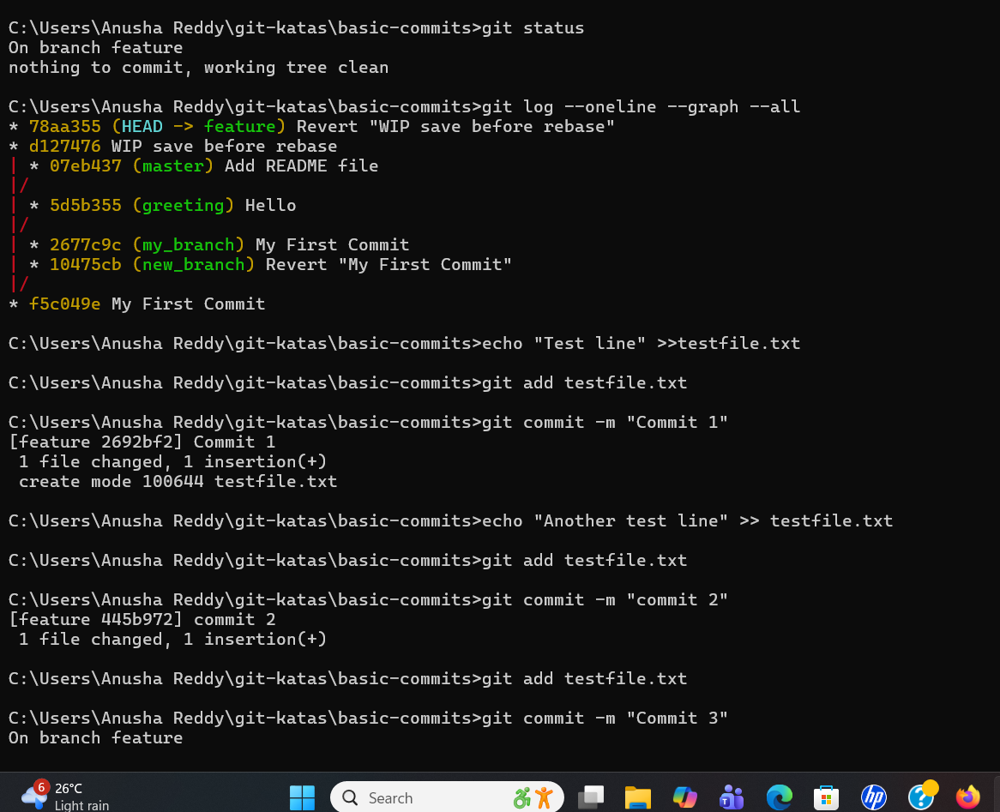 C:\Users\Anusha Reddy\git-katas\basic-commits>git status
On branch feature
nothing to commit, working tree clean
C:\Users\Anusha Reddy\git-katas\basic-commits>git log --oneline --graph --all
* 78aa355 (HEAD -> feature) Revert "WIP save before rebase"
* d127476 WIP save before rebase
| * 07eb437 (master) Add README file
|/
| * 5d5b355 (greeting) Hello
|/
| * 2677c9c (my_branch) My First Commit
| * 10475cb (new_branch) Revert "My First Commit"
|/
* f5c049e My First Commit
C:\Users\Anusha Reddy\git-katas\basic-commits>echo "Test line" >>testfile.txt
C:\Users\Anusha Reddy\git-katas\basic-commits>git add testfile.txt
C:\Users\Anusha Reddy\git-katas\basic-commits>git commit -m "Commit 1"
[feature 2692bf2] Commit 1
 1 file changed, 1 insertion(+)
 create mode 100644 testfile.txt
C:\Users\Anusha Reddy\git-katas\basic-commits>echo "Another test line" >> testfile.txt
C:\Users\Anusha Reddy\git-katas\basic-commits>git add testfile.txt
C:\Users\Anusha Reddy\git-katas\basic-commits>git commit -m "commit 2"
[feature 445b972] commit 2
 1 file changed, 1 insertion(+)
C:\Users\Anusha Reddy\git-katas\basic-commits>git add testfile.txt
C:\Users\Anusha Reddy\git-katas\basic-commits>git commit -m "Commit 3"
On branch feature
6
26°C
Light rain
Search
T
hp
?